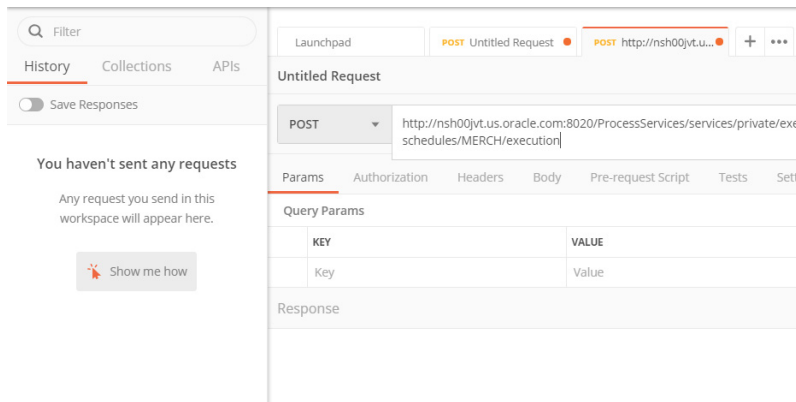 Filter
History Collections APIs
Save Responses
You haven't sent any requests
Any request you send in this
workspace will appear here.
Show me how
Launchpad POST Untitled Request POST http://nsh00jvt.u... + •••
Untitled Request
POST http://nsh00jvt.us.oracle.com:8020/ProcessServices/services/private/exe
schedules/MERCH/execution
Params Authorization Headers Body Pre-request Script Tests Sett
Query Params
KEY VALUE
Key Value
Response